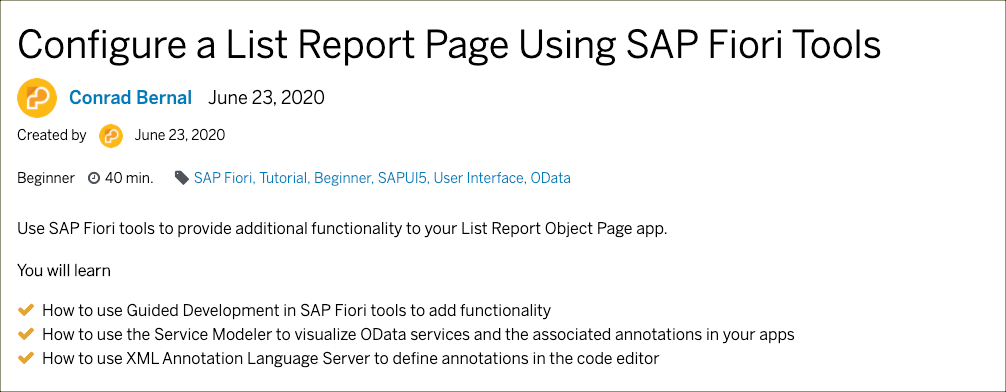 Configure a List Report Page Using SAP Fiori Tools
Conrad Bernal June 23, 2020
Created by June 23, 2020
Beginner 40 min. SAP Fiori, Tutorial, Beginner, SAPUI5, User Interface, OData
Use SAP Fiori tools to provide additional functionality to your List Report Object Page app.
You will learn
How to use Guided Development in SAP Fiori tools to add functionality
How to use the Service Modeler to visualize OData services and the associated annotations in your apps
How to use XML Annotation Language Server to define annotations in the code editor